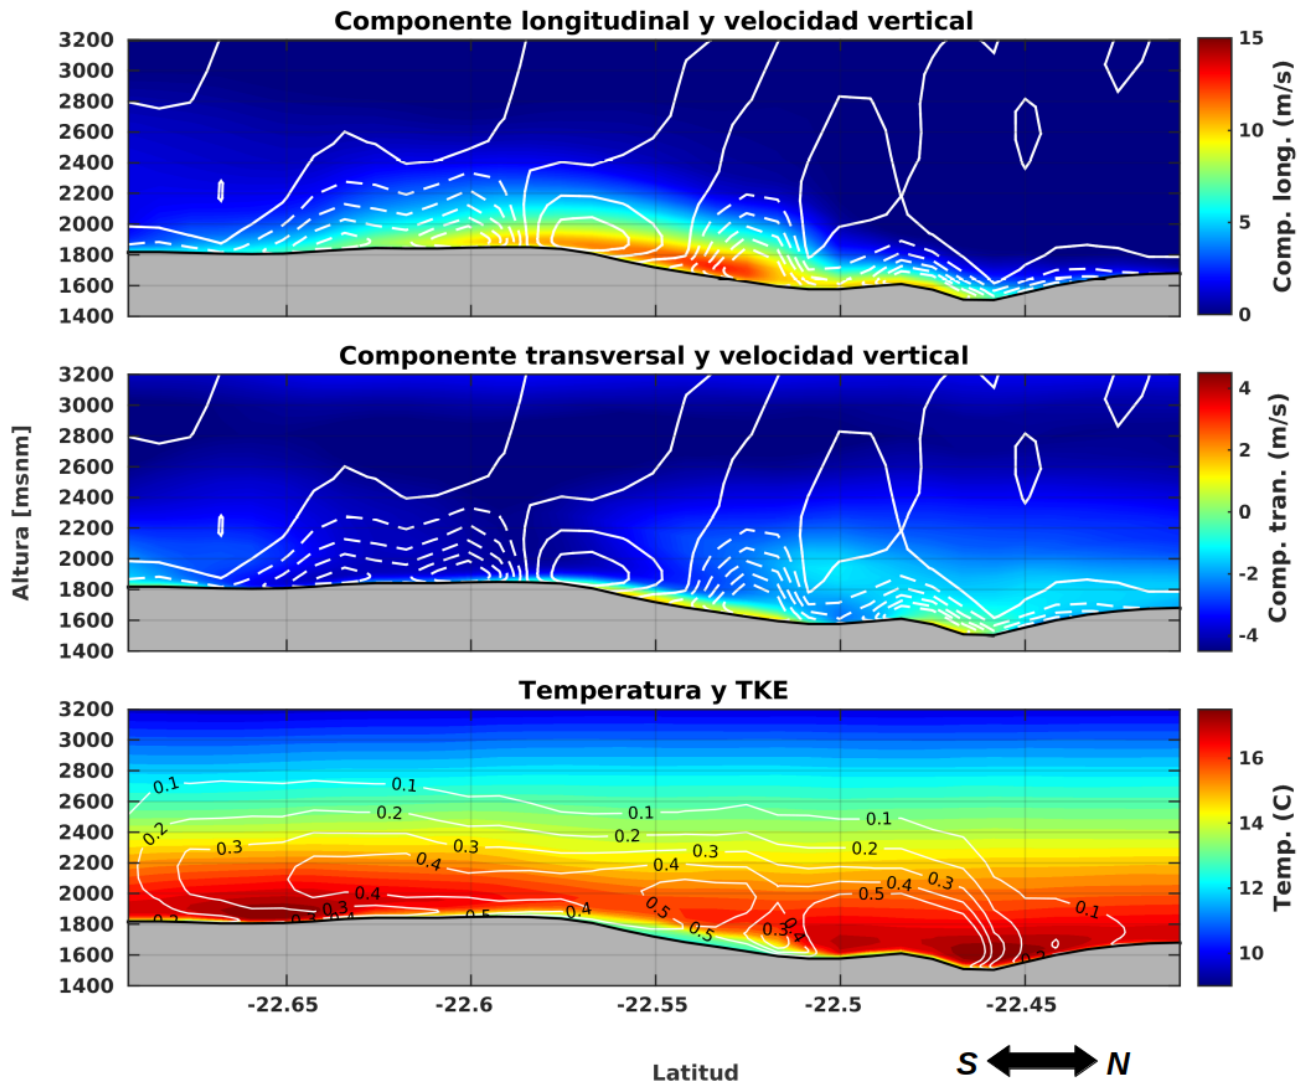 Componente longitudinal y velocidad vertical
3200
3000
2800
2600
2400
2200
2000
1800
1600
1400
15
10
5
0
Comp. long. (m/s)
Componente transversal y velocidad vertical
3200
3000
2800
2600
2400
2200
2000
1800
1600
1400
Altura [msnm]
4
2
0
-2
-4
Comp. tran. (m/s)
Temperatura y TKE
3200
3000
2800
2600
2400
2200
2000
1800
1600
1400
0.1 0.1 0.1 0.1
0.2 0.2 0.2 0.2
0.3 0.3 0.3 0.3
0.4 0.4 0.4
0.4 0.5 0.1
0.3 0.4 0.5
0.5 0.3 0.4
16
14
12
10
Temp. (C)
-22.65 -22.6 -22.55 -22.5 -22.45
Latitud
S N